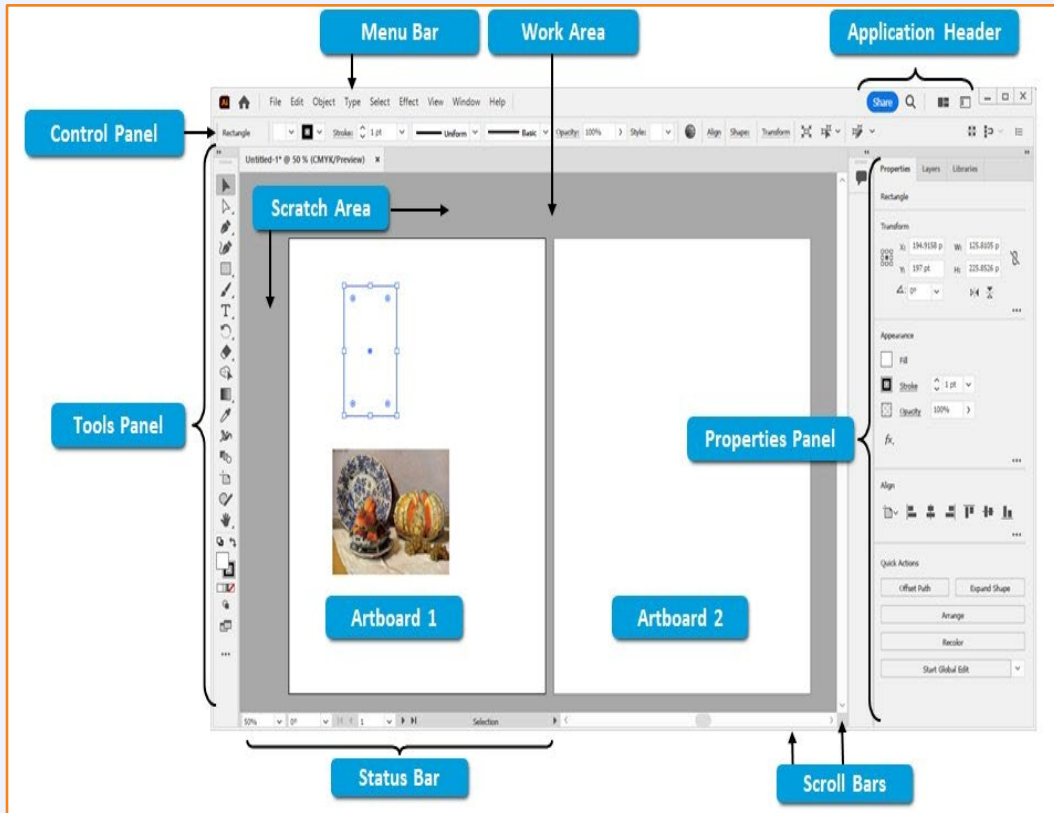 Menu Bar
Work Area
Application Header
Control Panel
Ai File Edit Object Type Select Effect View Window Help Share
Rectangle Stroke: 1 pt Uniform Basic Opacity: 100% Style: Align Shape: Transform
Untitled-1* @ 50 % (CMYK/Preview) x
Scratch Area
Tools Panel
Artboard 1
Artboard 2
Properties Panel
Properties Layers Libraries
Rectangle
Transform
X: 194.9158 p W: 125.8105 p
Y: 197 pt H: 225.8526 p
0°
Appearance
Fill
Stroke 1 pt
Opacity 100%
fx.
Align
Quick Actions
Offset Path Expand Shape
Arrange
Recolor
Start Global Edit
50% 0° 1 Selection
Status Bar
Scroll Bars